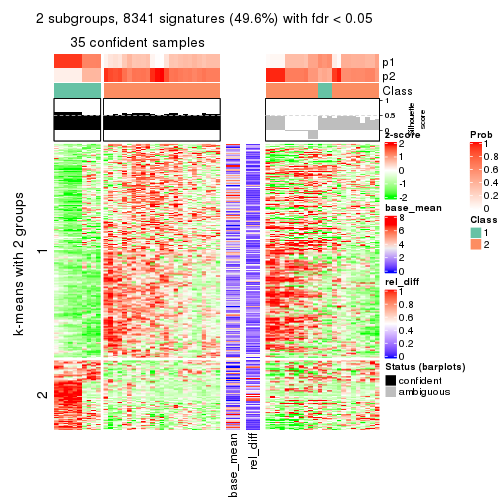 2 subgroups, 8341 signatures (49.6%) with fdr < 0.05
35 confident samples
p1
p2
Class
1
0.5
0
Silhouette
score
k-means with 2 groups
1
2
base_mean
rel_diff
z-score
2
1
0
-1
-2
base_mean
8
6
4
2
0
rel_diff
1
0.8
0.6
0.4
0.2
0
Status (barplots)
confident
ambiguous
Prob
1
0.8
0.6
0.4
0.2
0
Class
1
2